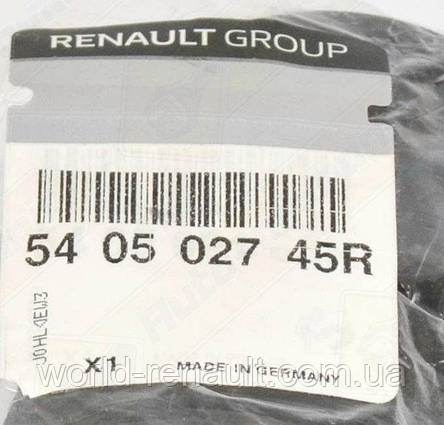 RENAULT GROUP
54 05 027 45R
X1
MADE IN GERMANY
world-renault.com.ua